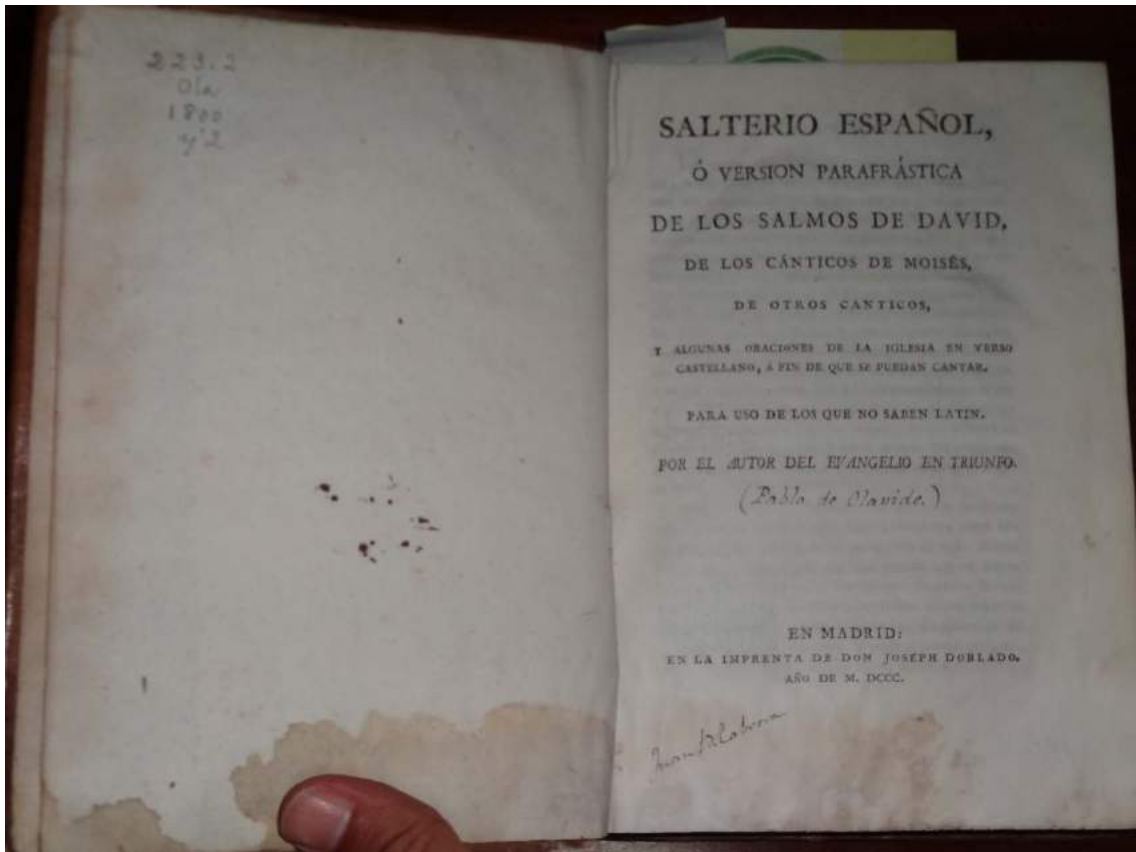 223.2
Ola
1800
y'2
SALTERIO ESPAÑOL,
Ó VERSION PARAFRÁSTICA
DE LOS SALMOS DE DAVID,
DE LOS CÁNTICOS DE MOISÉS,
DE OTROS CANTICOS,
Y ALGUNAS ORACIONES DE LA IGLESIA EN VERSO
CASTELLANO, Á FIN DE QUE SE PUEDAN CANTAR.
PARA USO DE LOS QUE NO SABEN LATIN.
POR EL AUTOR DEL EVANGELIO EN TRIUNFO.
(Pablo de Olavide.)
EN MADRID:
EN LA IMPRENTA DE DON JOSEPH DOBLADO.
AÑO DE M. DCCC.
Juan